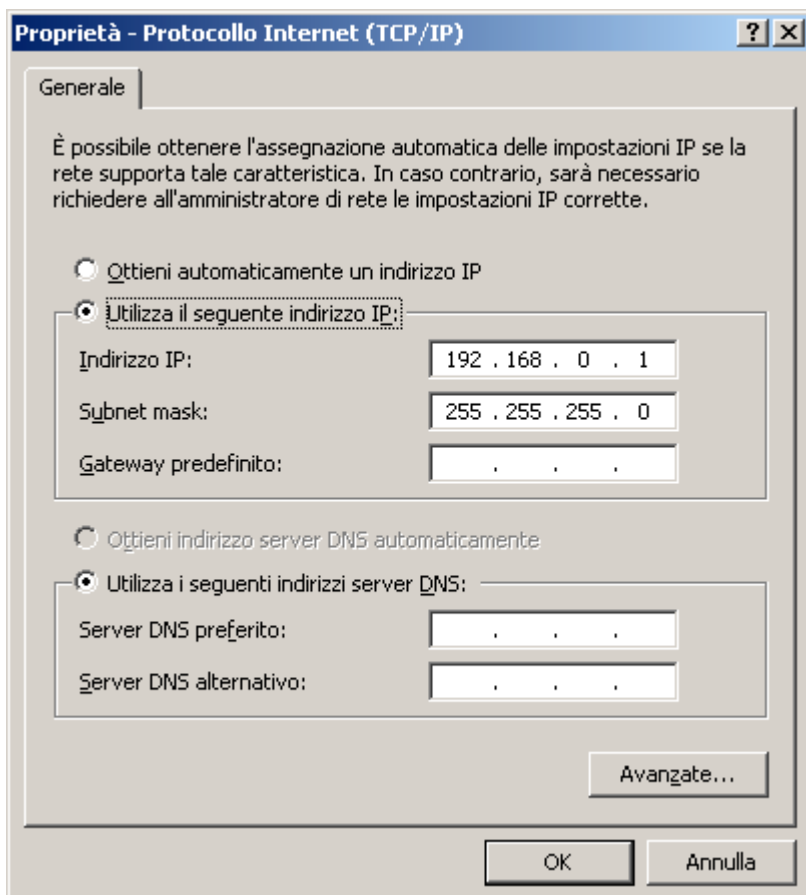 Proprietà - Protocollo Internet (TCP/IP)
Generale
È possibile ottenere l'assegnazione automatica delle impostazioni IP se la
rete supporta tale caratteristica. In caso contrario, sarà necessario
richiedere all'amministratore di rete le impostazioni IP corrette.
Ottieni automaticamente un indirizzo IP
Utilizza il seguente indirizzo IP:
Indirizzo IP: 192 . 168 . 0 . 1
Subnet mask: 255 . 255 . 255 . 0
Gateway predefinito: . . .
Ottieni indirizzo server DNS automaticamente
Utilizza i seguenti indirizzi server DNS:
Server DNS preferito: . . .
Server DNS alternativo: . . .
Avanzate...
OK Annulla